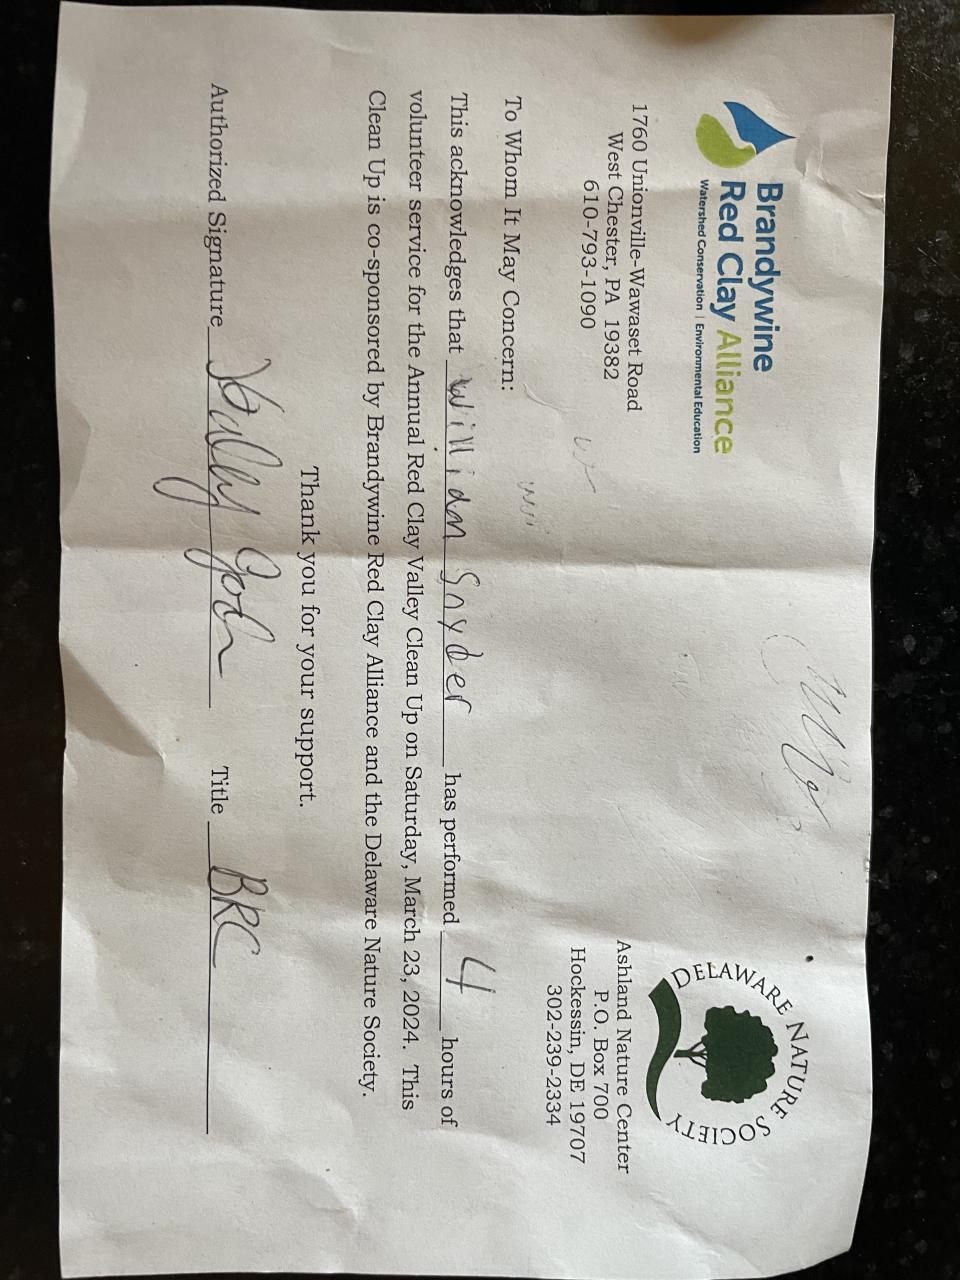 Brandywine
Red Clay Alliance
Watershed Conservation | Environmental Education
1760 Unionville-Wawaset Road
West Chester, PA 19382
610-793-1090
DELAWARE NATURE SOCIETY
Ashland Nature Center
P.O. Box 700
Hockessin, DE 19707
302-239-2334
To Whom It May Concern:
This acknowledges that William Snyder has performed 4 hours of
volunteer service for the Annual Red Clay Valley Clean Up on Saturday, March 23, 2024. This
Clean Up is co-sponsored by Brandywine Red Clay Alliance and the Delaware Nature Society.
Thank you for your support.
Authorized Signature Title BRC